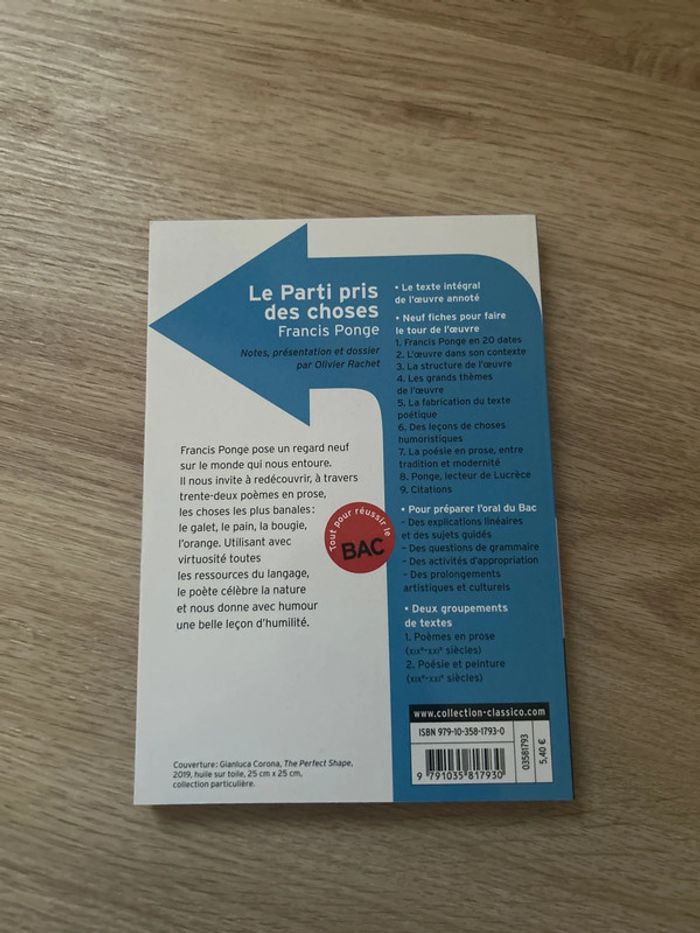 Le Parti pris
des choses
Francis Ponge
Notes, présentation et dossier
par Olivier Rachet
Francis Ponge pose un regard neuf
sur le monde qui nous entoure.
Il nous invite à redécouvrir, à travers
trente-deux poèmes en prose,
les choses les plus banales :
le galet, le pain, la bougie,
l'orange. Utilisant avec
virtuosité toutes
les ressources du langage,
le poète célèbre la nature
et nous donne avec humour
une belle leçon d'humilité.
Tout pour réussir le
BAC
• Le texte intégral
de l'œuvre annoté
• Neuf fiches pour faire
le tour de l'œuvre
1. Francis Ponge en 20 dates
2. L'œuvre dans son contexte
3. La structure de l'œuvre
4. Les grands thèmes
de l'œuvre
5. La fabrication du texte
poétique
6. Des leçons de choses
humoristiques
7. La poésie en prose, entre
tradition et modernité
8. Ponge, lecteur de Lucrèce
9. Citations
• Pour préparer l'oral du Bac
- Des explications linéaires
et des sujets guidés
- Des questions de grammaire
- Des activités d'appropriation
- Des prolongements
artistiques et culturels
• Deux groupements
de textes
1. Poèmes en prose
(XIXe-XXIe siècles)
2. Poésie et peinture
(XIXe-XXIe siècles)
www.collection-classico.com
ISBN 979-10-358-1793-0
9 791035 817930
03581793
5,40 €
Couverture : Gianluca Corona, The Perfect Shape,
2019, huile sur toile, 25 cm x 25 cm,
collection particulière.